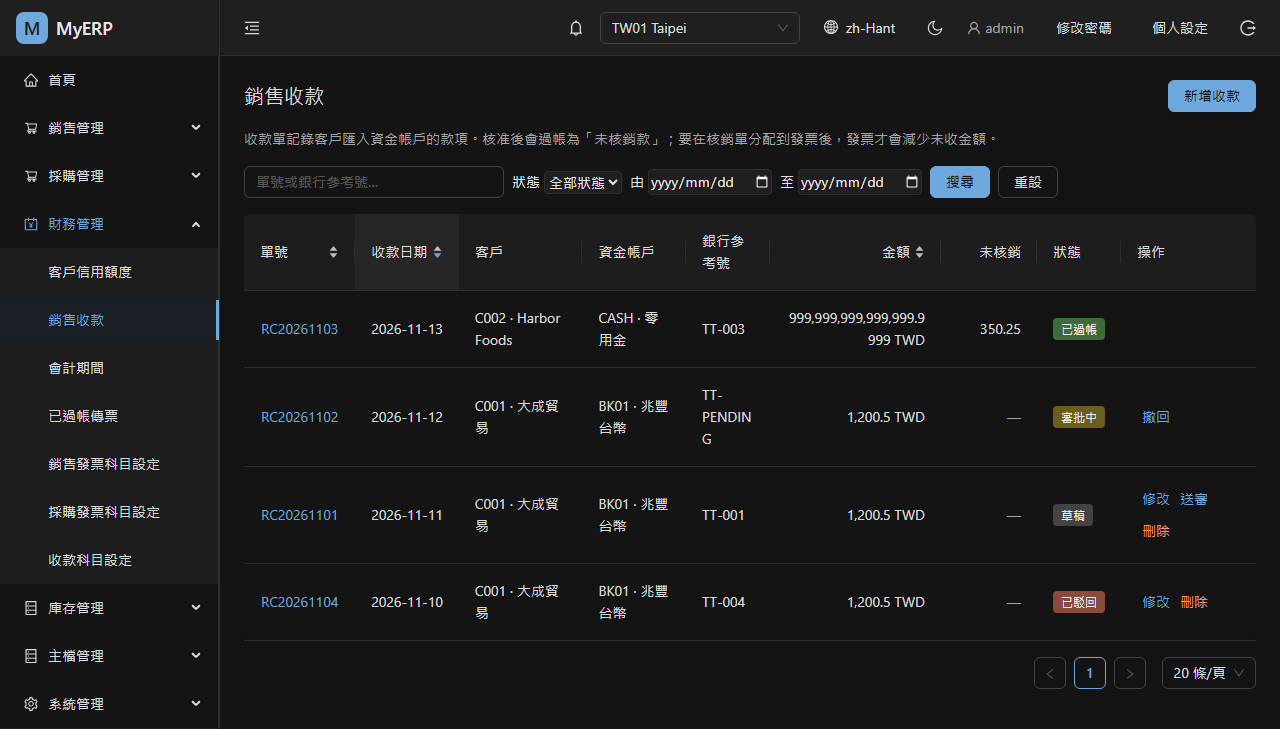 M MyERP
TW01 Taipei
zh-Hant
admin
修改密碼
個人設定
首頁
銷售管理
採購管理
財務管理
客戶信用額度
銷售收款
會計期間
已過帳傳票
銷售發票科目設定
採購發票科目設定
收款科目設定
庫存管理
主檔管理
系統管理
銷售收款
新增收款
收款單記錄客戶匯入資金帳戶的款項。核准後會過帳為「未核銷款」；要在核銷單分配到發票後，發票才會減少未收金額。
單號或銀行參考號... 狀態 全部狀態 由 yyyy/mm/dd 至 yyyy/mm/dd 搜尋 重設
單號 收款日期 客戶 資金帳戶 銀行參
考號 金額 未核銷 狀態 操作
RC20261103 2026-11-13 C002 · Harbor
Foods CASH · 零
用金 TT-003 999,999,999,999,999.9
999 TWD 350.25 已過帳
RC20261102 2026-11-12 C001 · 大成貿
易 BK01 · 兆豐
台幣 TT-
PENDIN
G 1,200.5 TWD — 審批中 撤回
RC20261101 2026-11-11 C001 · 大成貿
易 BK01 · 兆豐
台幣 TT-001 1,200.5 TWD — 草稿 修改 送審
刪除
RC20261104 2026-11-10 C001 · 大成貿
易 BK01 · 兆豐
台幣 TT-004 1,200.5 TWD — 已駁回 修改 刪除
< 1 > 20 條/頁